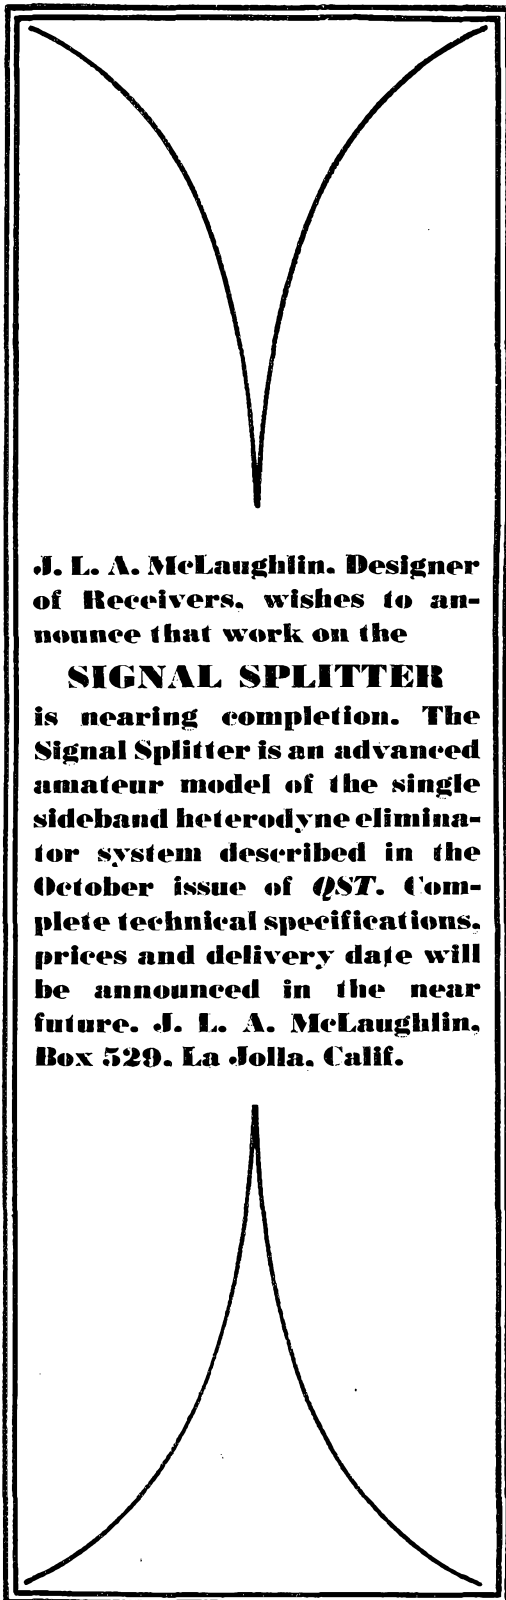 J. L. A. McLaughlin, Designer
of Receivers, wishes to an-
nounce that work on the
SIGNAL SPLITTER
is nearing completion. The
Signal Splitter is an advanced
amateur model of the single
sideband heterodyne elimina-
tor system described in the
October issue of QST. Com-
plete technical specifications,
prices and delivery date will
be announced in the near
future. J. L. A. McLaughlin,
Box 529, La Jolla, Calif.